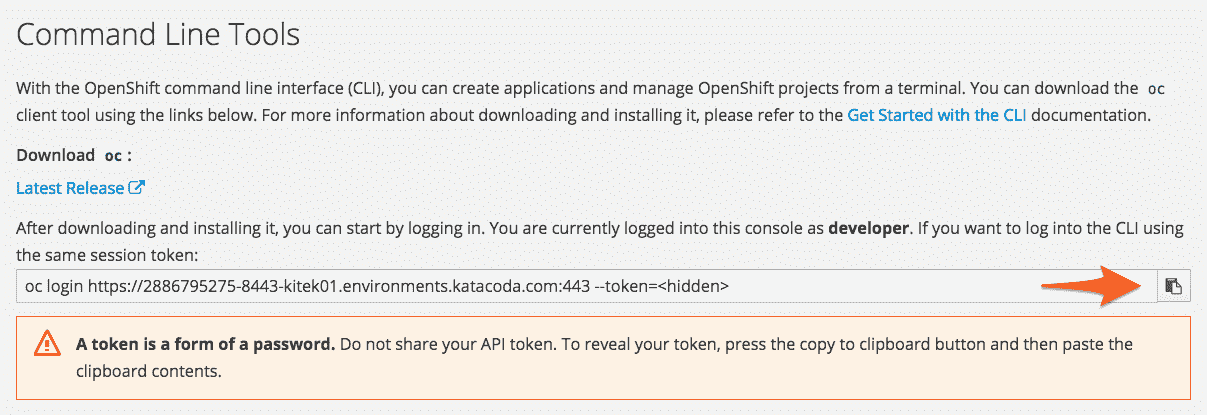 Command Line Tools
With the OpenShift command line interface (CLI), you can create applications and manage OpenShift projects from a terminal. You can download the oc
client tool using the links below. For more information about downloading and installing it, please refer to the Get Started with the CLI documentation.
Download oc :
Latest Release
After downloading and installing it, you can start by logging in. You are currently logged into this console as developer. If you want to log into the CLI using
the same session token:
oc login https://2886795275-8443-kitek01.environments.katacoda.com:443 --token=<hidden>
A token is a form of a password. Do not share your API token. To reveal your token, press the copy to clipboard button and then paste the
clipboard contents.